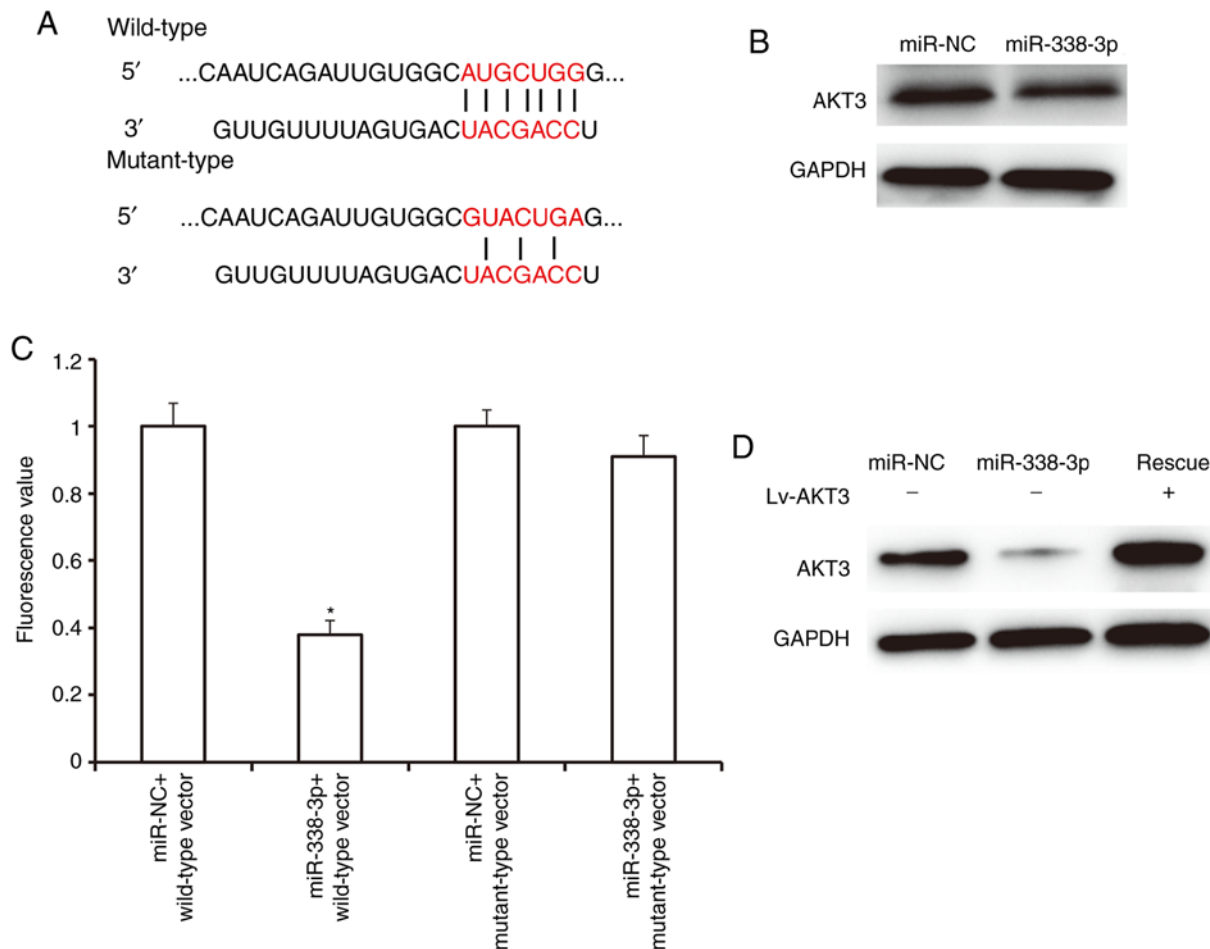 A
Wild-type
5′ ...CAAUCAGAUUGUGGCAUGCUGGG...
3′ GUUGUUUUAGUGACUACGACCU
Mutant-type
5′ ...CAAUCAGAUUGUGGCGUACUGAG...
3′ GUUGUUUUAGUGACUACGACCU
B
miR-NC miR-338-3p
AKT3
GAPDH
C
Fluorescence value
1.2
1
0.8
0.6
0.4
0.2
0
*
miR-NC+
wild-type vector
miR-338-3p+
wild-type vector
miR-NC+
mutant-type vector
miR-338-3p+
mutant-type vector
D
miR-NC miR-338-3p Rescue
Lv-AKT3 − − +
AKT3
GAPDH